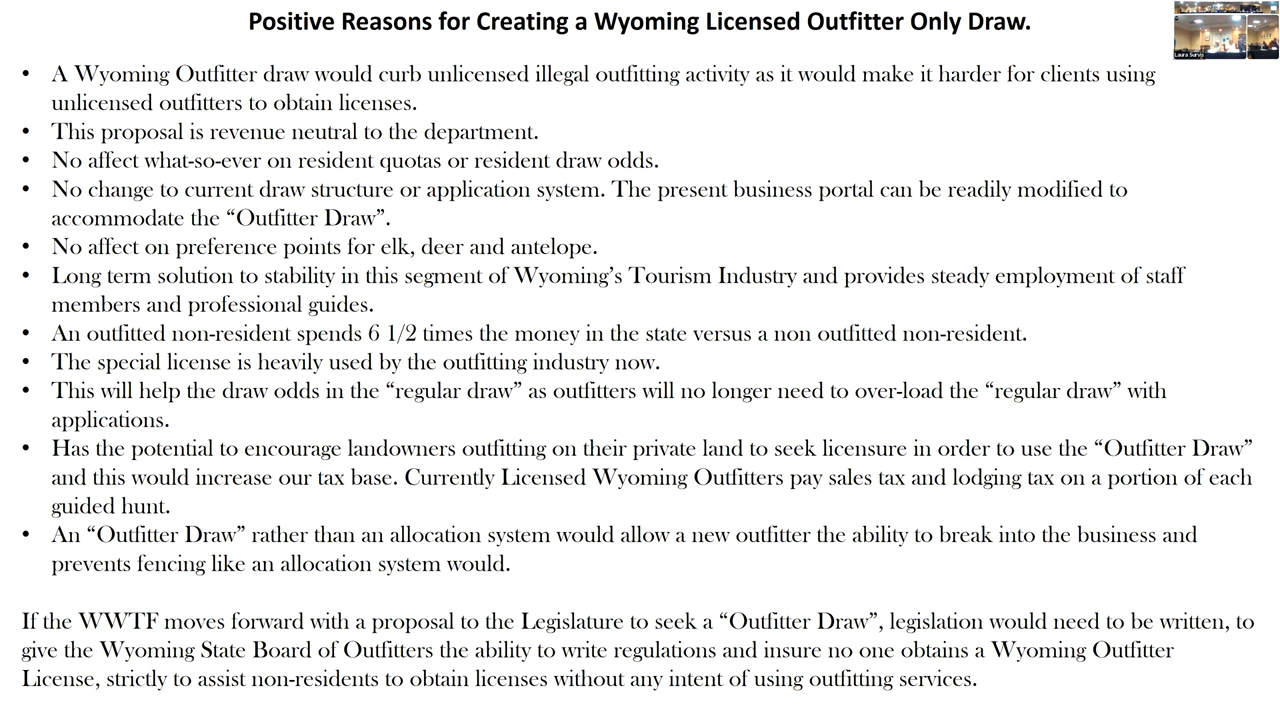 Positive Reasons for Creating a Wyoming Licensed Outfitter Only Draw.
Laura Survis
• A Wyoming Outfitter draw would curb unlicensed illegal outfitting activity as it would make it harder for clients using
unlicensed outfitters to obtain licenses.
• This proposal is revenue neutral to the department.
• No affect what-so-ever on resident quotas or resident draw odds.
• No change to current draw structure or application system. The present business portal can be readily modified to
accommodate the “Outfitter Draw”.
• No affect on preference points for elk, deer and antelope.
• Long term solution to stability in this segment of Wyoming’s Tourism Industry and provides steady employment of staff
members and professional guides.
• An outfitted non-resident spends 6 1/2 times the money in the state versus a non outfitted non-resident.
• The special license is heavily used by the outfitting industry now.
• This will help the draw odds in the “regular draw” as outfitters will no longer need to over-load the “regular draw” with
applications.
• Has the potential to encourage landowners outfitting on their private land to seek licensure in order to use the “Outfitter Draw”
and this would increase our tax base. Currently Licensed Wyoming Outfitters pay sales tax and lodging tax on a portion of each
guided hunt.
• An “Outfitter Draw” rather than an allocation system would allow a new outfitter the ability to break into the business and
prevents fencing like an allocation system would.
If the WWTF moves forward with a proposal to the Legislature to seek a “Outfitter Draw”, legislation would need to be written, to
give the Wyoming State Board of Outfitters the ability to write regulations and insure no one obtains a Wyoming Outfitter
License, strictly to assist non-residents to obtain licenses without any intent of using outfitting services.